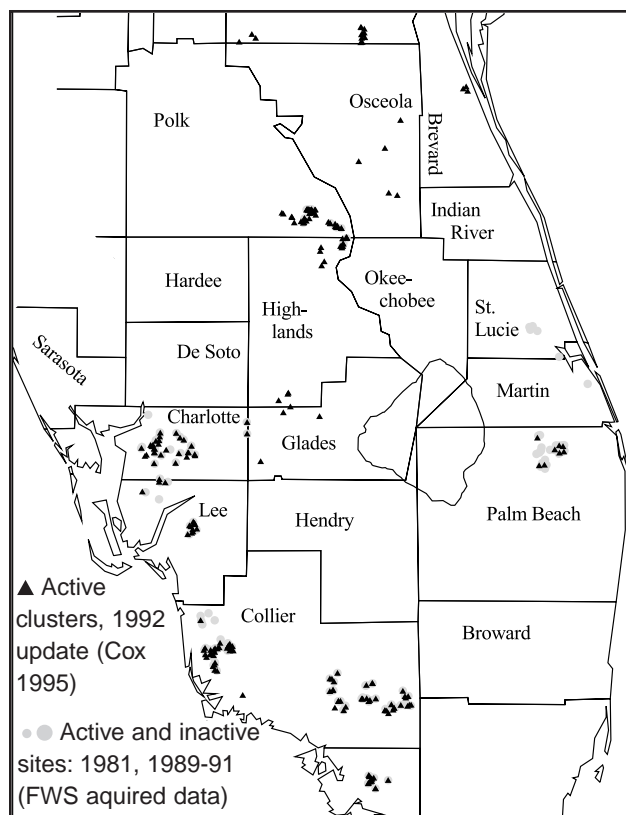 Osceola
Polk
Brevard
Indian
River
Hardee
Okee-
chobee
High-
lands
St.
Lucie
De Soto
Sarasota
Martin
Charlotte
Glades
Lee
Hendry
Palm Beach
▲ Active
clusters, 1992
update (Cox
1995)
Collier
Broward
Active and inactive
sites: 1981, 1989-91
(FWS aquired data)